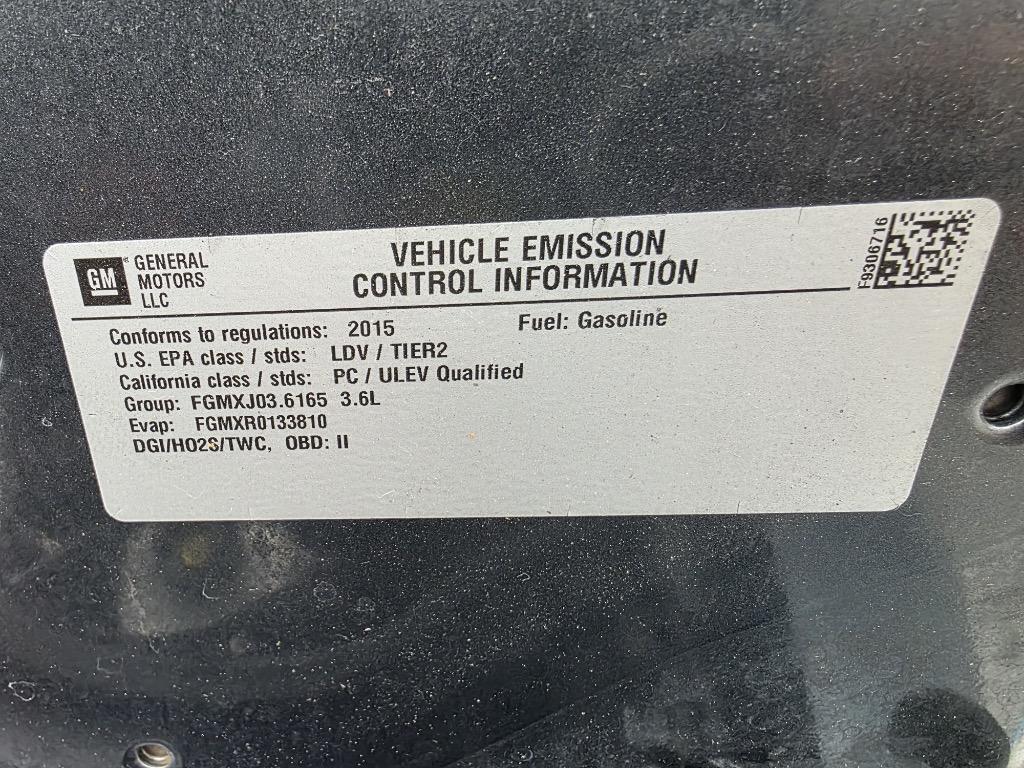 GM
GENERAL
MOTORS
LLC
VEHICLE EMISSION
CONTROL INFORMATION
F9306716
Conforms to regulations: 2015
Fuel: Gasoline
U.S. EPA class / stds: LDV / TIER2
California class / stds: PC / ULEV Qualified
Group: FGMXJ03.6165 3.6L
Evap: FGMXR0133810
DGI/HO2S/TWC, OBD: II